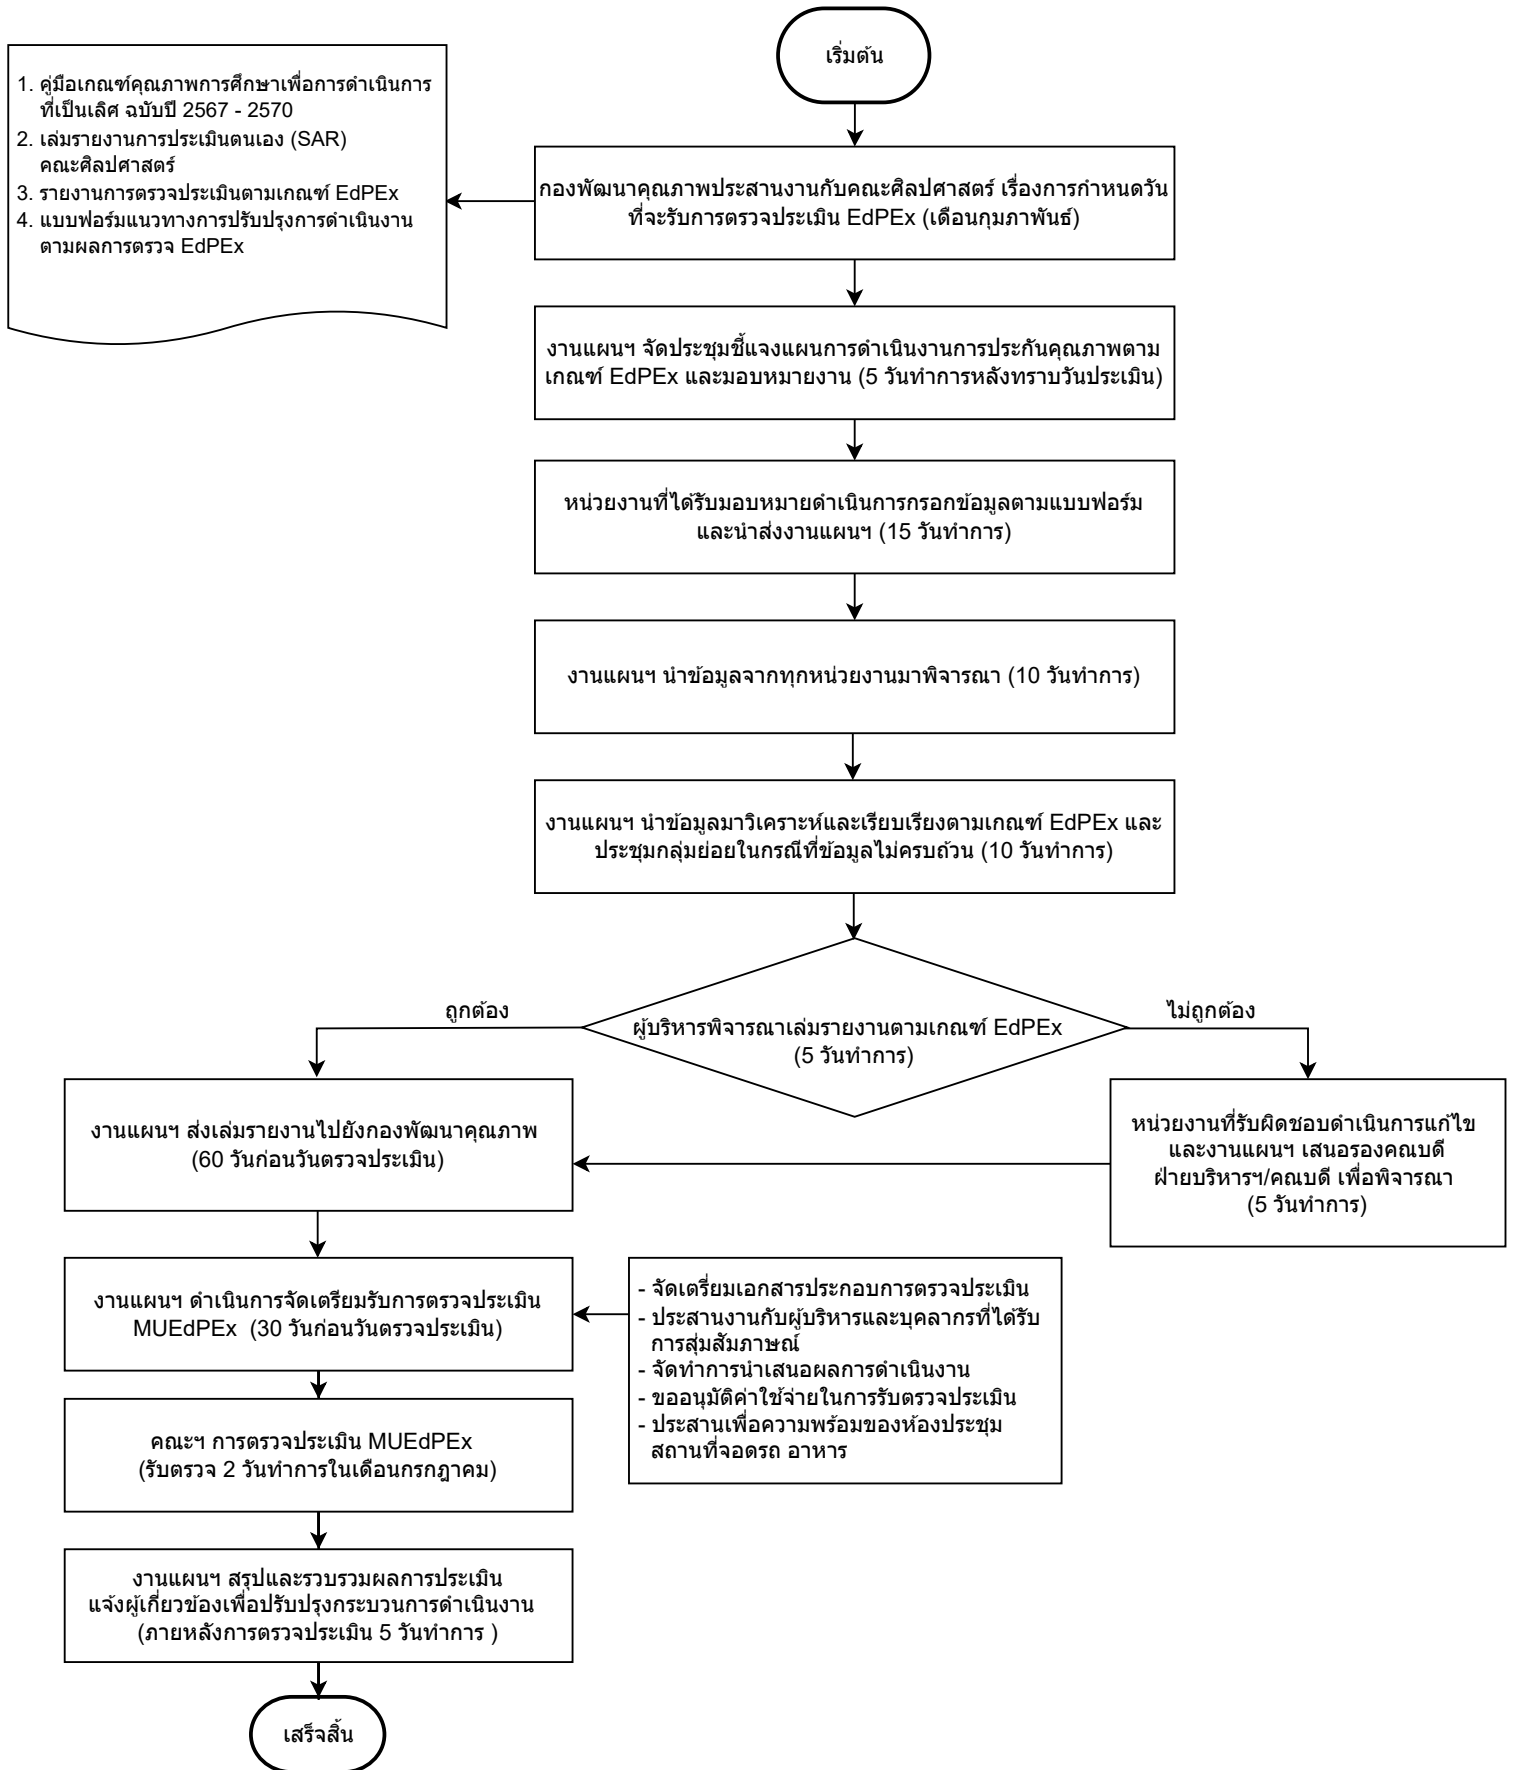 เริ่มต้น
1. คู่มือเกณฑ์คุณภาพการศึกษาเพื่อการดำเนินการ
ที่เป็นเลิศ ฉบับปี 2567 - 2570
2. เล่มรายงานการประเมินตนเอง (SAR)
คณะศิลปศาสตร์
3. รายงานการตรวจประเมินตามเกณฑ์ EdPEx
4. แบบฟอร์มแนวทางการปรับปรุงการดำเนินงาน
ตามผลการตรวจ EdPEx
กองพัฒนาคุณภาพประสานงานกับคณะศิลปศาสตร์ เรื่องการกำหนดวัน
ที่จะรับการตรวจประเมิน EdPEx (เดือนกุมภาพันธ์)
งานแผนฯ จัดประชุมชี้แจงแผนการดำเนินงานการประกันคุณภาพตาม
เกณฑ์ EdPEx และมอบหมายงาน (5 วันทำการหลังทราบวันประเมิน)
หน่วยงานที่ได้รับมอบหมายดำเนินการกรอกข้อมูลตามแบบฟอร์ม
และนำส่งงานแผนฯ (15 วันทำการ)
งานแผนฯ นำข้อมูลจากทุกหน่วยงานมาพิจารณา (10 วันทำการ)
งานแผนฯ นำข้อมูลมาวิเคราะห์และเรียบเรียงตามเกณฑ์ EdPEx และ
ประชุมกลุ่มย่อยในกรณีที่ข้อมูลไม่ครบถ้วน (10 วันทำการ)
ถูกต้อง
ไม่ถูกต้อง
ผู้บริหารพิจารณาเล่มรายงานตามเกณฑ์ EdPEx
(5 วันทำการ)
งานแผนฯ ส่งเล่มรายงานไปยังกองพัฒนาคุณภาพ
(60 วันก่อนวันตรวจประเมิน)
หน่วยงานที่รับผิดชอบดำเนินการแก้ไข
และงานแผนฯ เสนอรองคณบดี
ฝ่ายบริหารฯ/คณบดี เพื่อพิจารณา
(5 วันทำการ)
งานแผนฯ ดำเนินการจัดเตรียมรับการตรวจประเมิน
MUEdPEx (30 วันก่อนวันตรวจประเมิน)
- จัดเตรียมเอกสารประกอบการตรวจประเมิน
- ประสานงานกับผู้บริหารและบุคลากรที่ได้รับ
การสุ่มสัมภาษณ์
- จัดทำการนำเสนอผลการดำเนินงาน
- ขออนุมัติค่าใช้จ่ายในการรับตรวจประเมิน
- ประสานเพื่อความพร้อมของห้องประชุม
สถานที่จอดรถ อาหาร
คณะฯ การตรวจประเมิน MUEdPEx
(รับตรวจ 2 วันทำการในเดือนกรกฎาคม)
งานแผนฯ สรุปและรวบรวมผลการประเมิน
แจ้งผู้เกี่ยวข้องเพื่อปรับปรุงกระบวนการดำเนินงาน
(ภายหลังการตรวจประเมิน 5 วันทำการ )
เสร็จสิ้น